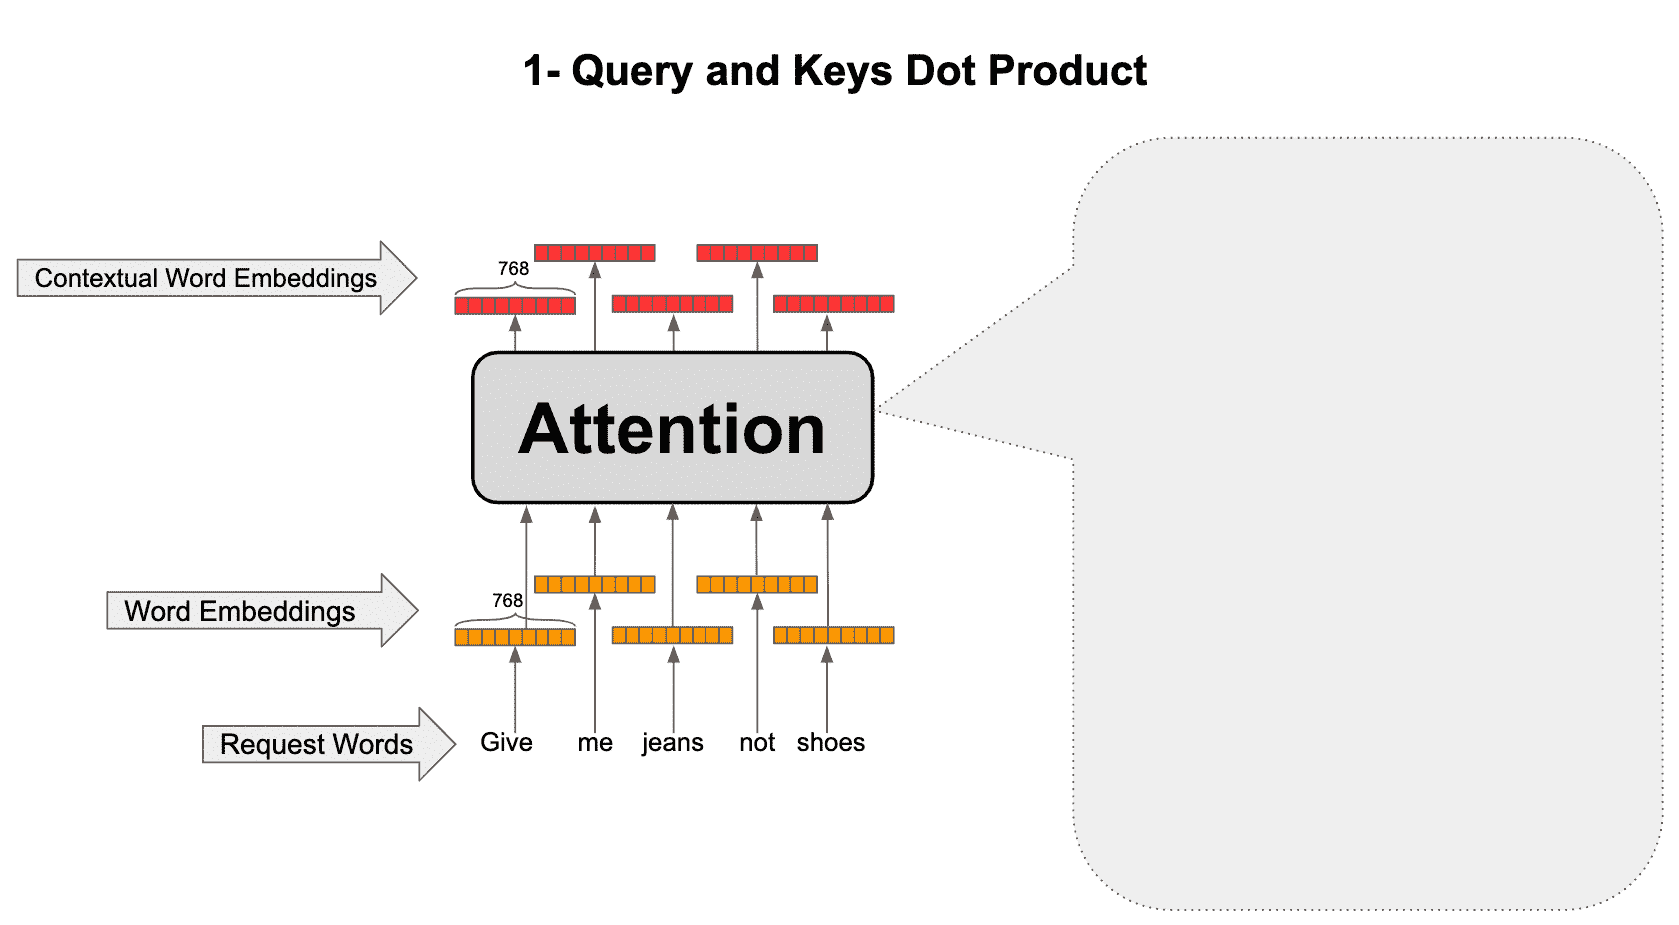 1- Query and Keys Dot Product
Contextual Word Embeddings
768
Attention
Word Embeddings
768
Request Words
Give me jeans not shoes